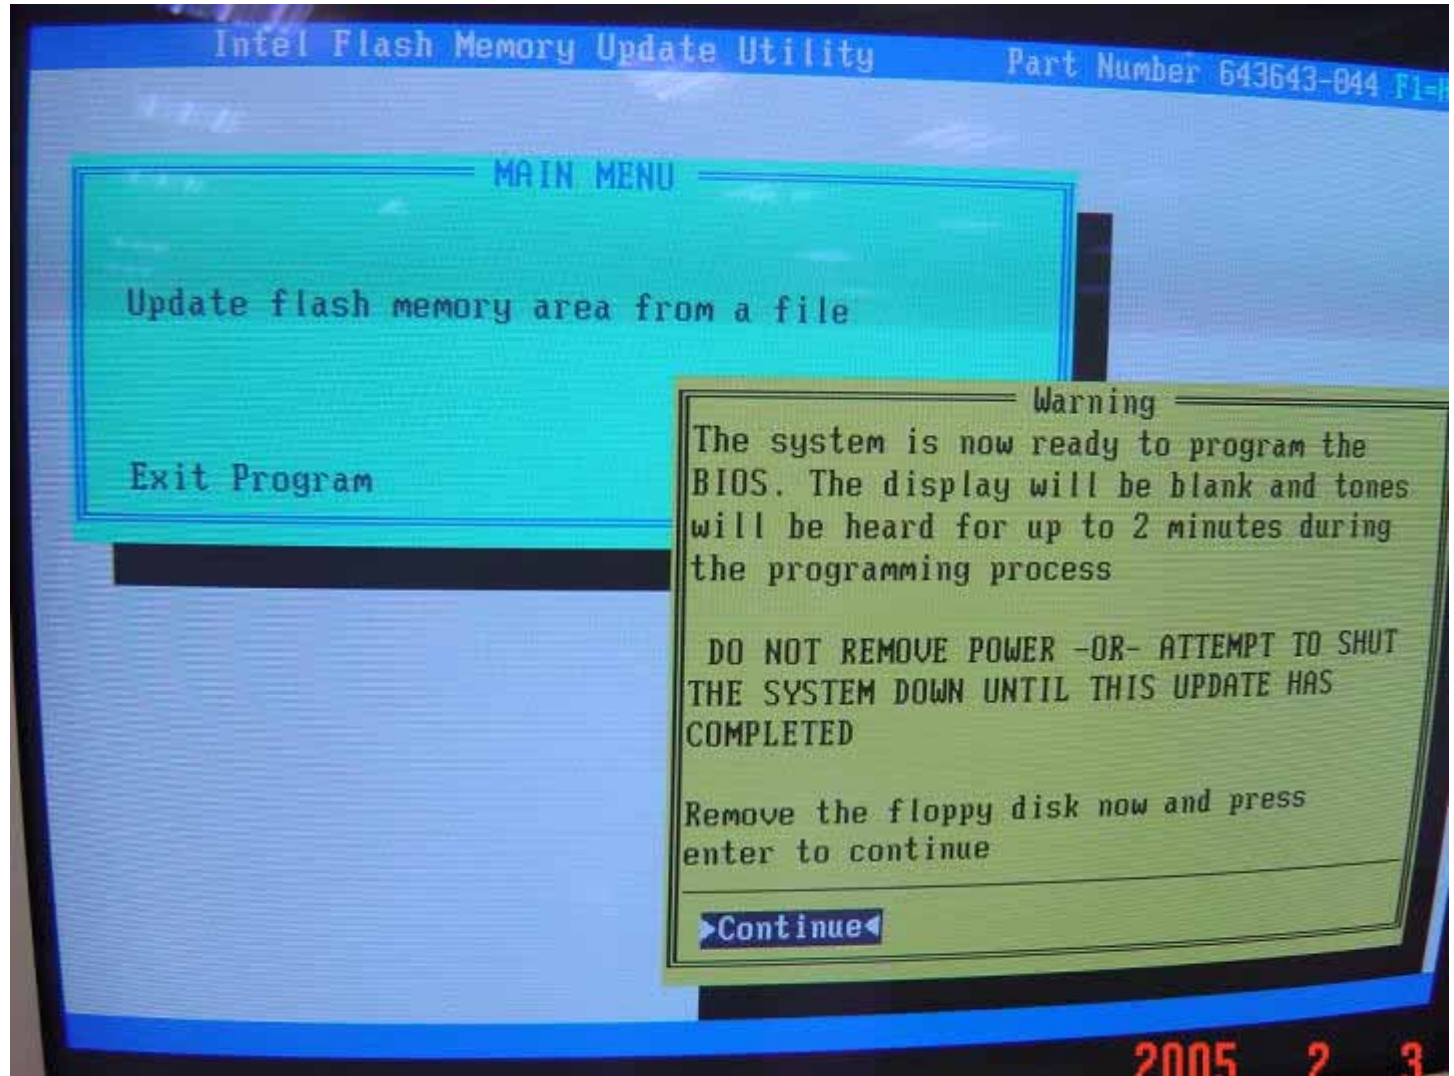 Intel Flash Memory Update Utility Part Number 643643-044 F1=H
MAIN MENU
Update flash memory area from a file
Exit Program
Warning
The system is now ready to program the
BIOS. The display will be blank and tones
will be heard for up to 2 minutes during
the programming process
DO NOT REMOVE POWER -OR- ATTEMPT TO SHUT
THE SYSTEM DOWN UNTIL THIS UPDATE HAS
COMPLETED
Remove the floppy disk now and press
enter to continue
►Continue◄
2005 2 3